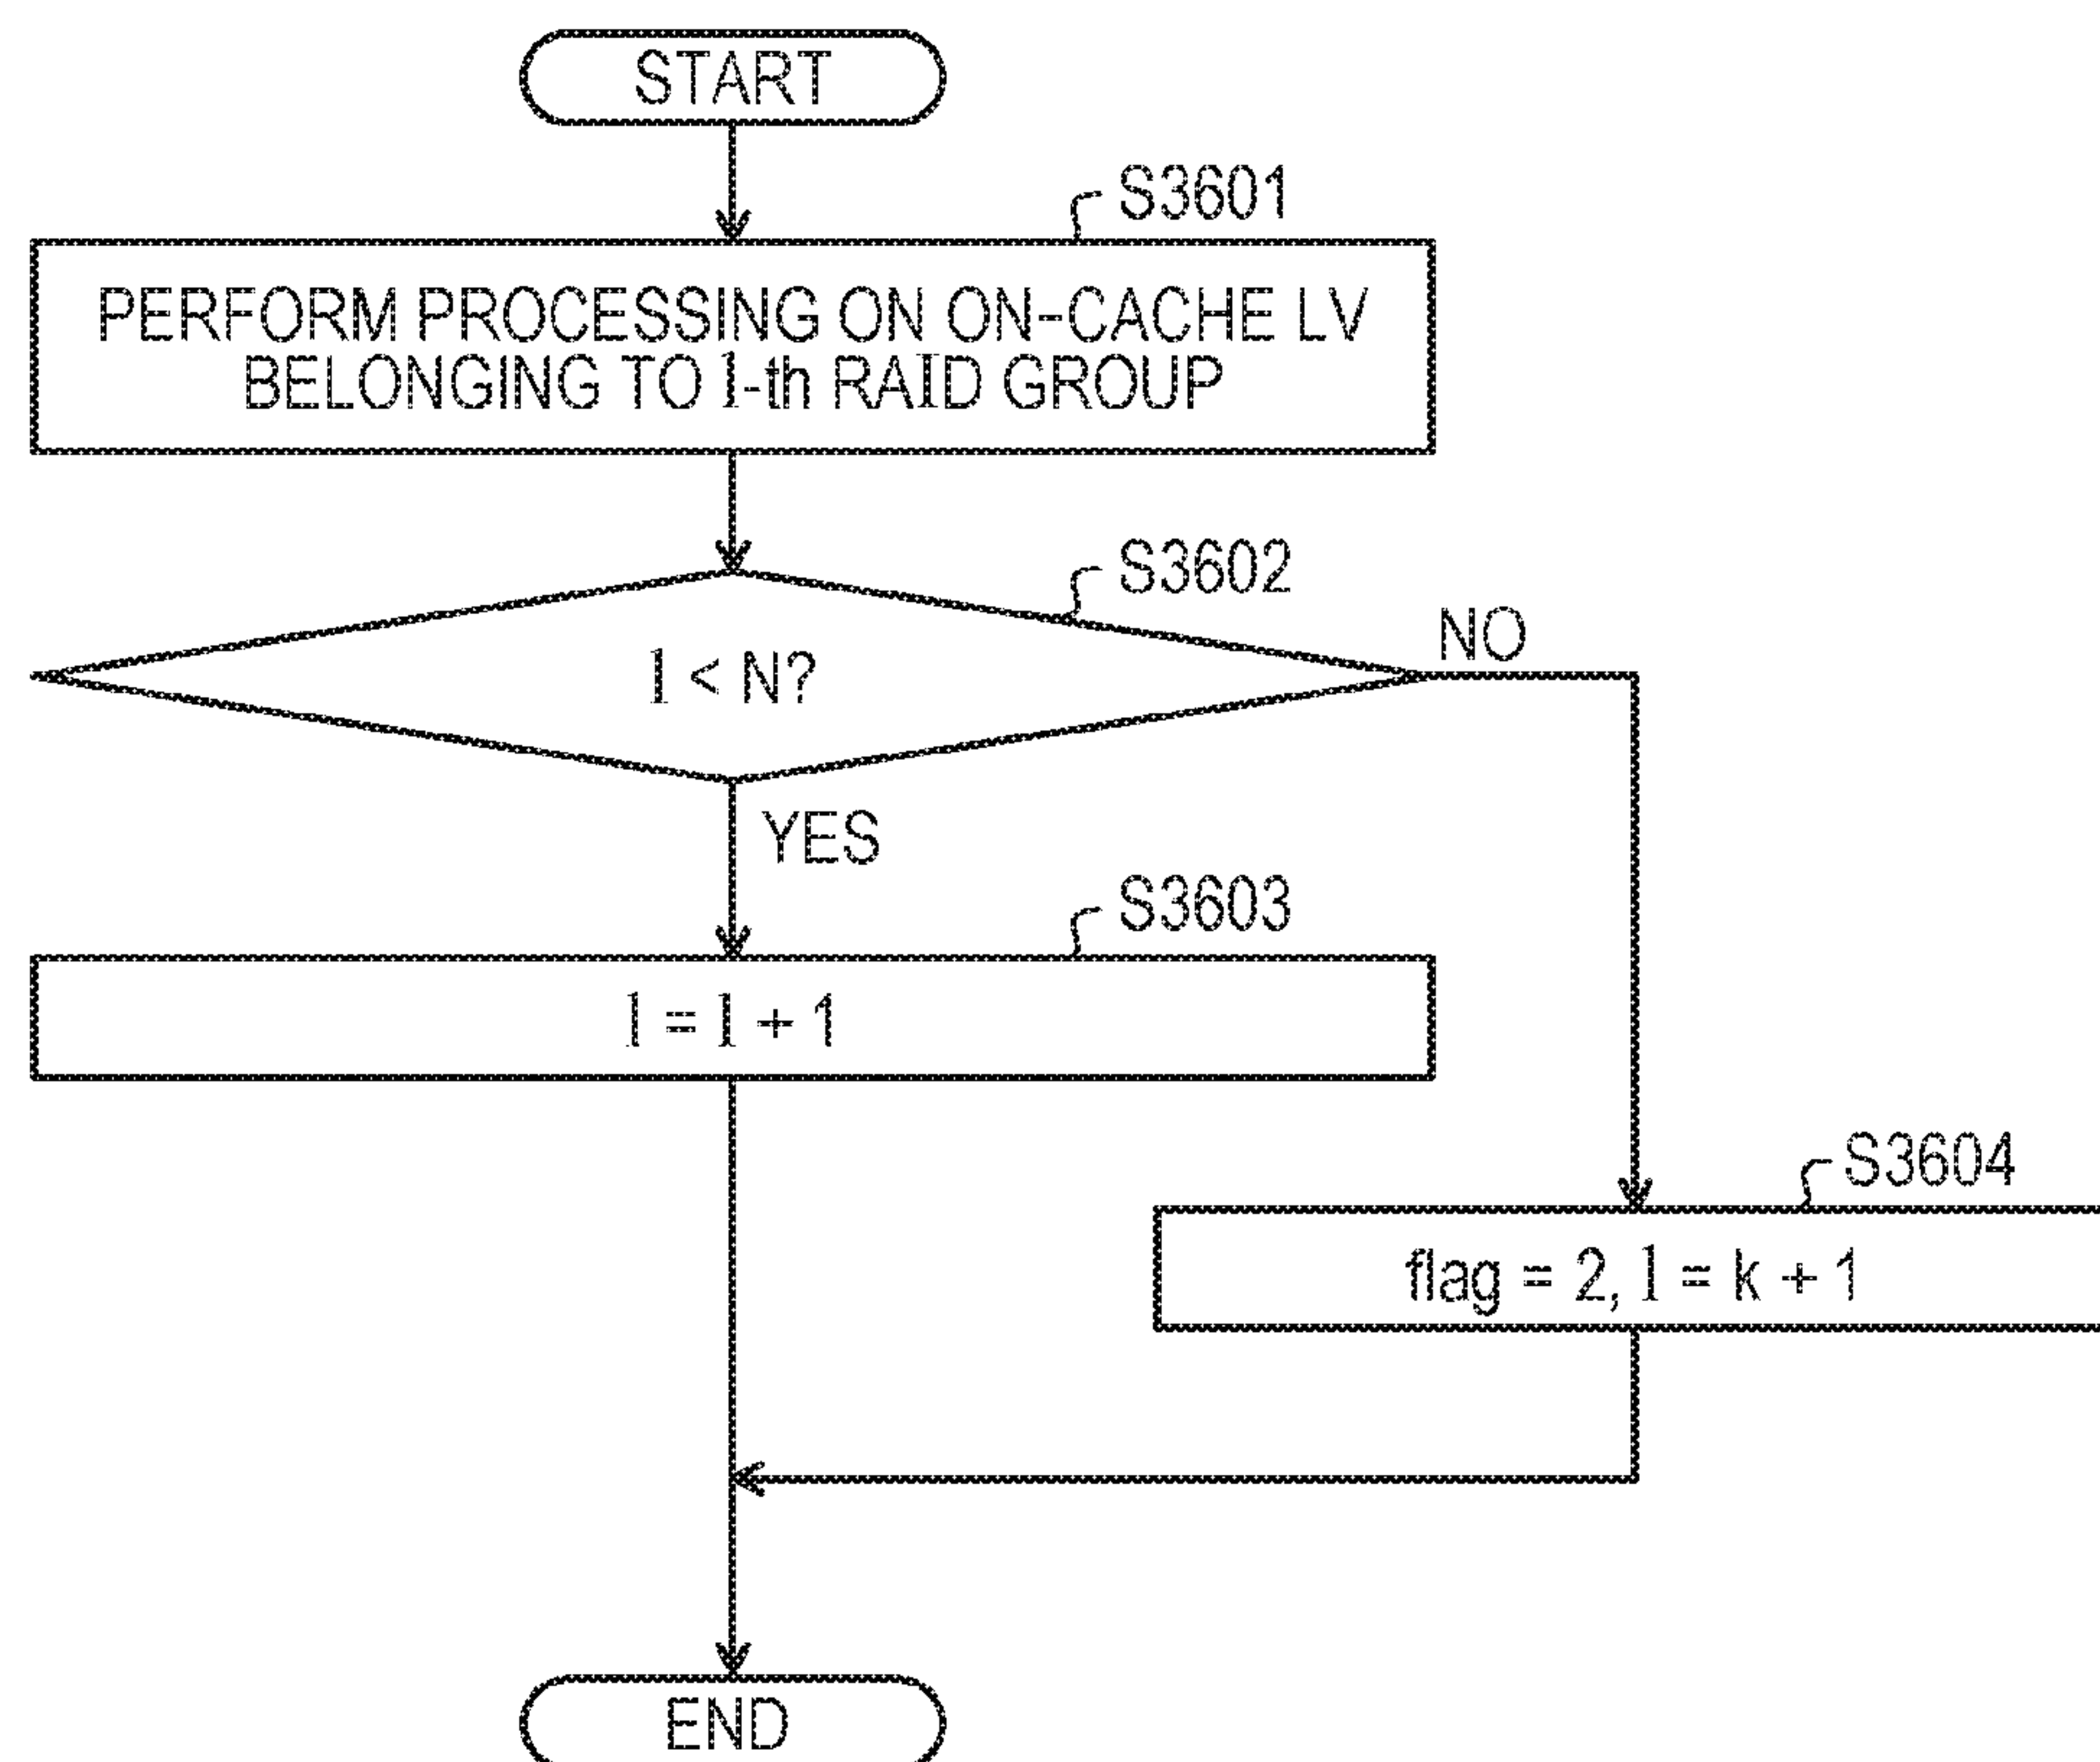 START
S3601
PERFORM PROCESSING ON ON-CACHE LV
BELONGING TO l-th RAID GROUP
S3602
l < N?
NO
YES
S3603
l = l + 1
S3604
flag = 2, l = k + 1
END